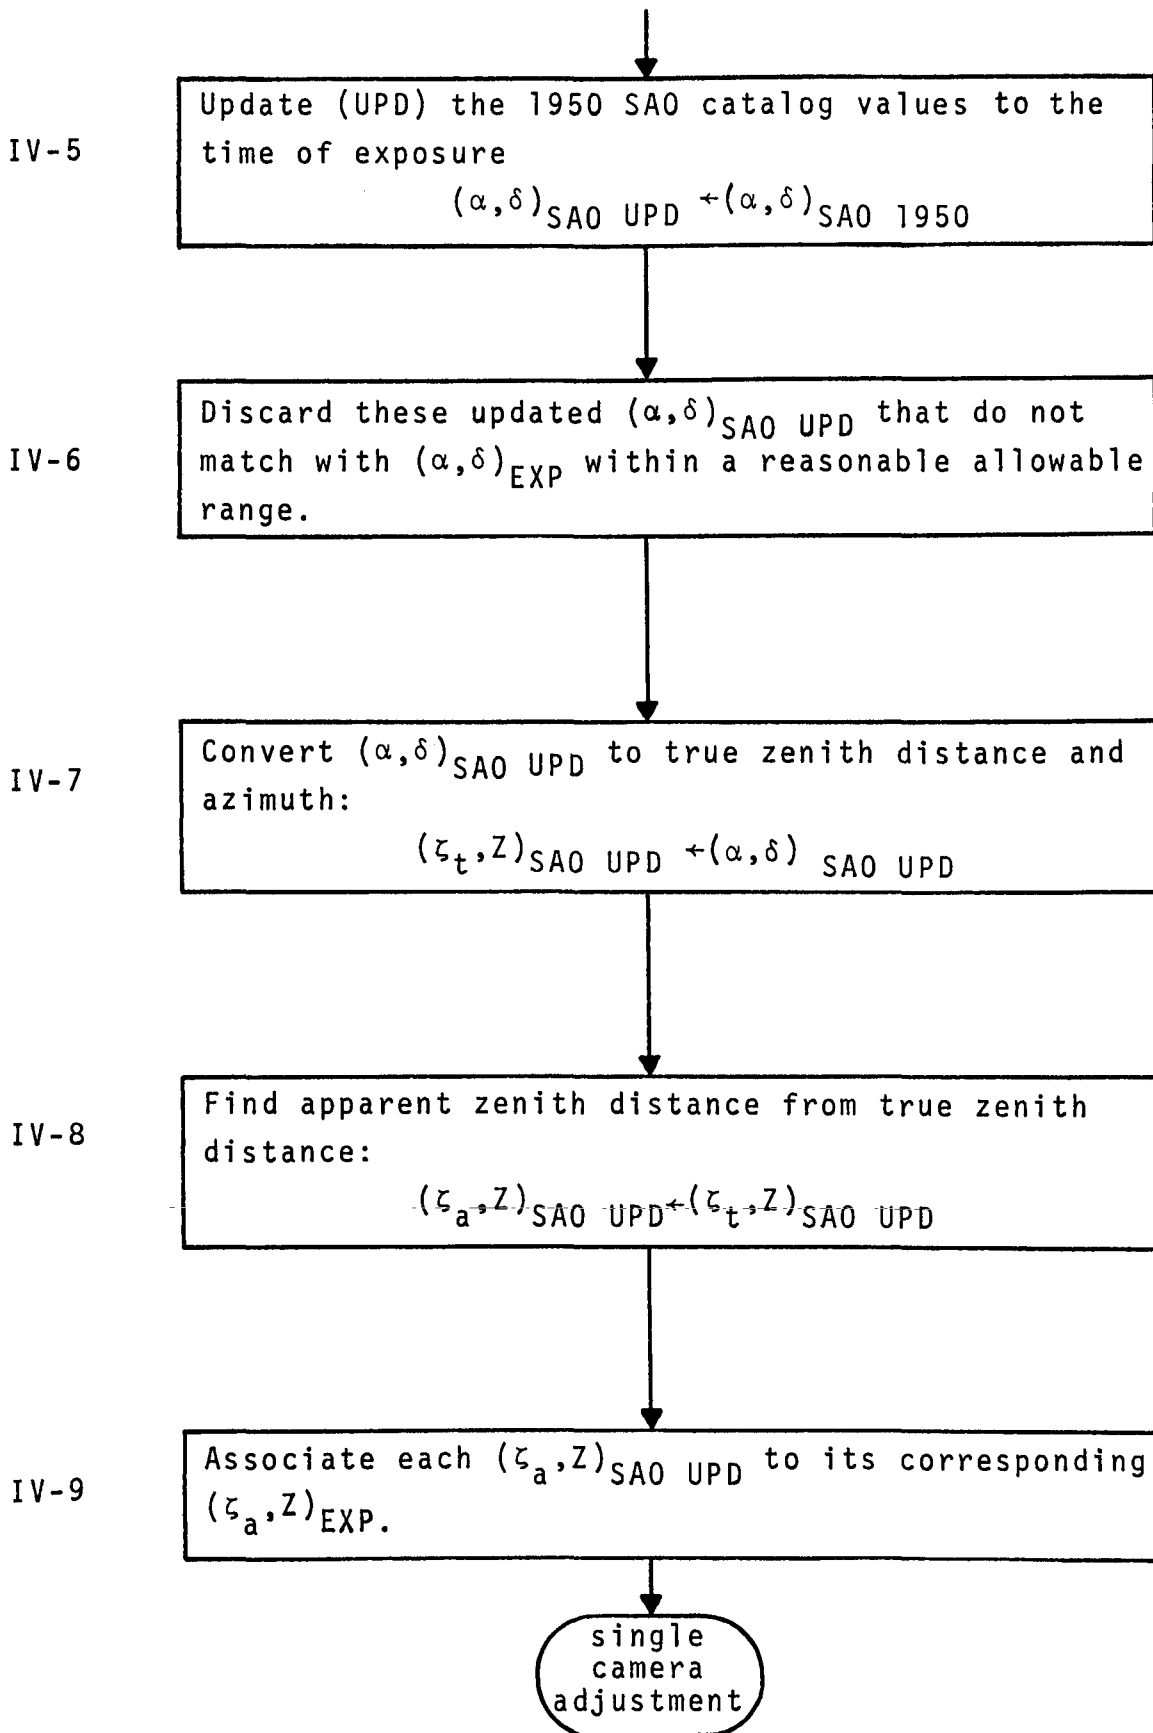 IV-5
Update (UPD) the 1950 SAO catalog values to the
time of exposure
(α,δ)SAO UPD ←(α,δ)SAO 1950
IV-6
Discard these updated (α,δ)SAO UPD that do not
match with (α,δ)EXP within a reasonable allowable
range.
IV-7
Convert (α,δ)SAO UPD to true zenith distance and
azimuth:
(ζt,Z)SAO UPD ←(α,δ) SAO UPD
IV-8
Find apparent zenith distance from true zenith
distance:
(ζa,Z)SAO UPD←(ζt,Z)SAO UPD
IV-9
Associate each (ζa,Z)SAO UPD to its corresponding
(ζa,Z)EXP.
single
camera
adjustment